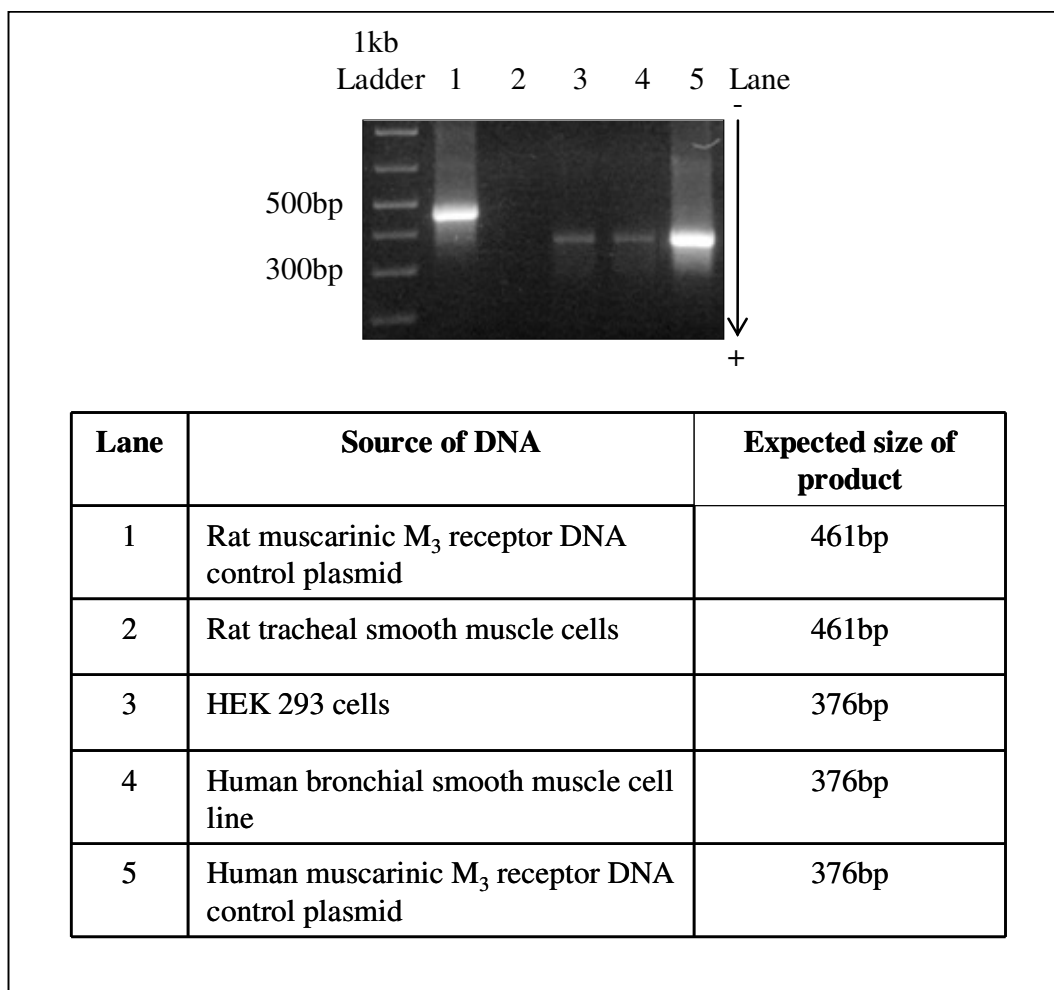 1kb
Ladder 1 2 3 4 5 Lane
-
500bp
300bp
+
Lane Source of DNA Expected size of
product
1 Rat muscarinic M₃ receptor DNA 461bp
control plasmid
2 Rat tracheal smooth muscle cells 461bp
3 HEK 293 cells 376bp
4 Human bronchial smooth muscle cell 376bp
line
5 Human muscarinic M₃ receptor DNA 376bp
control plasmid